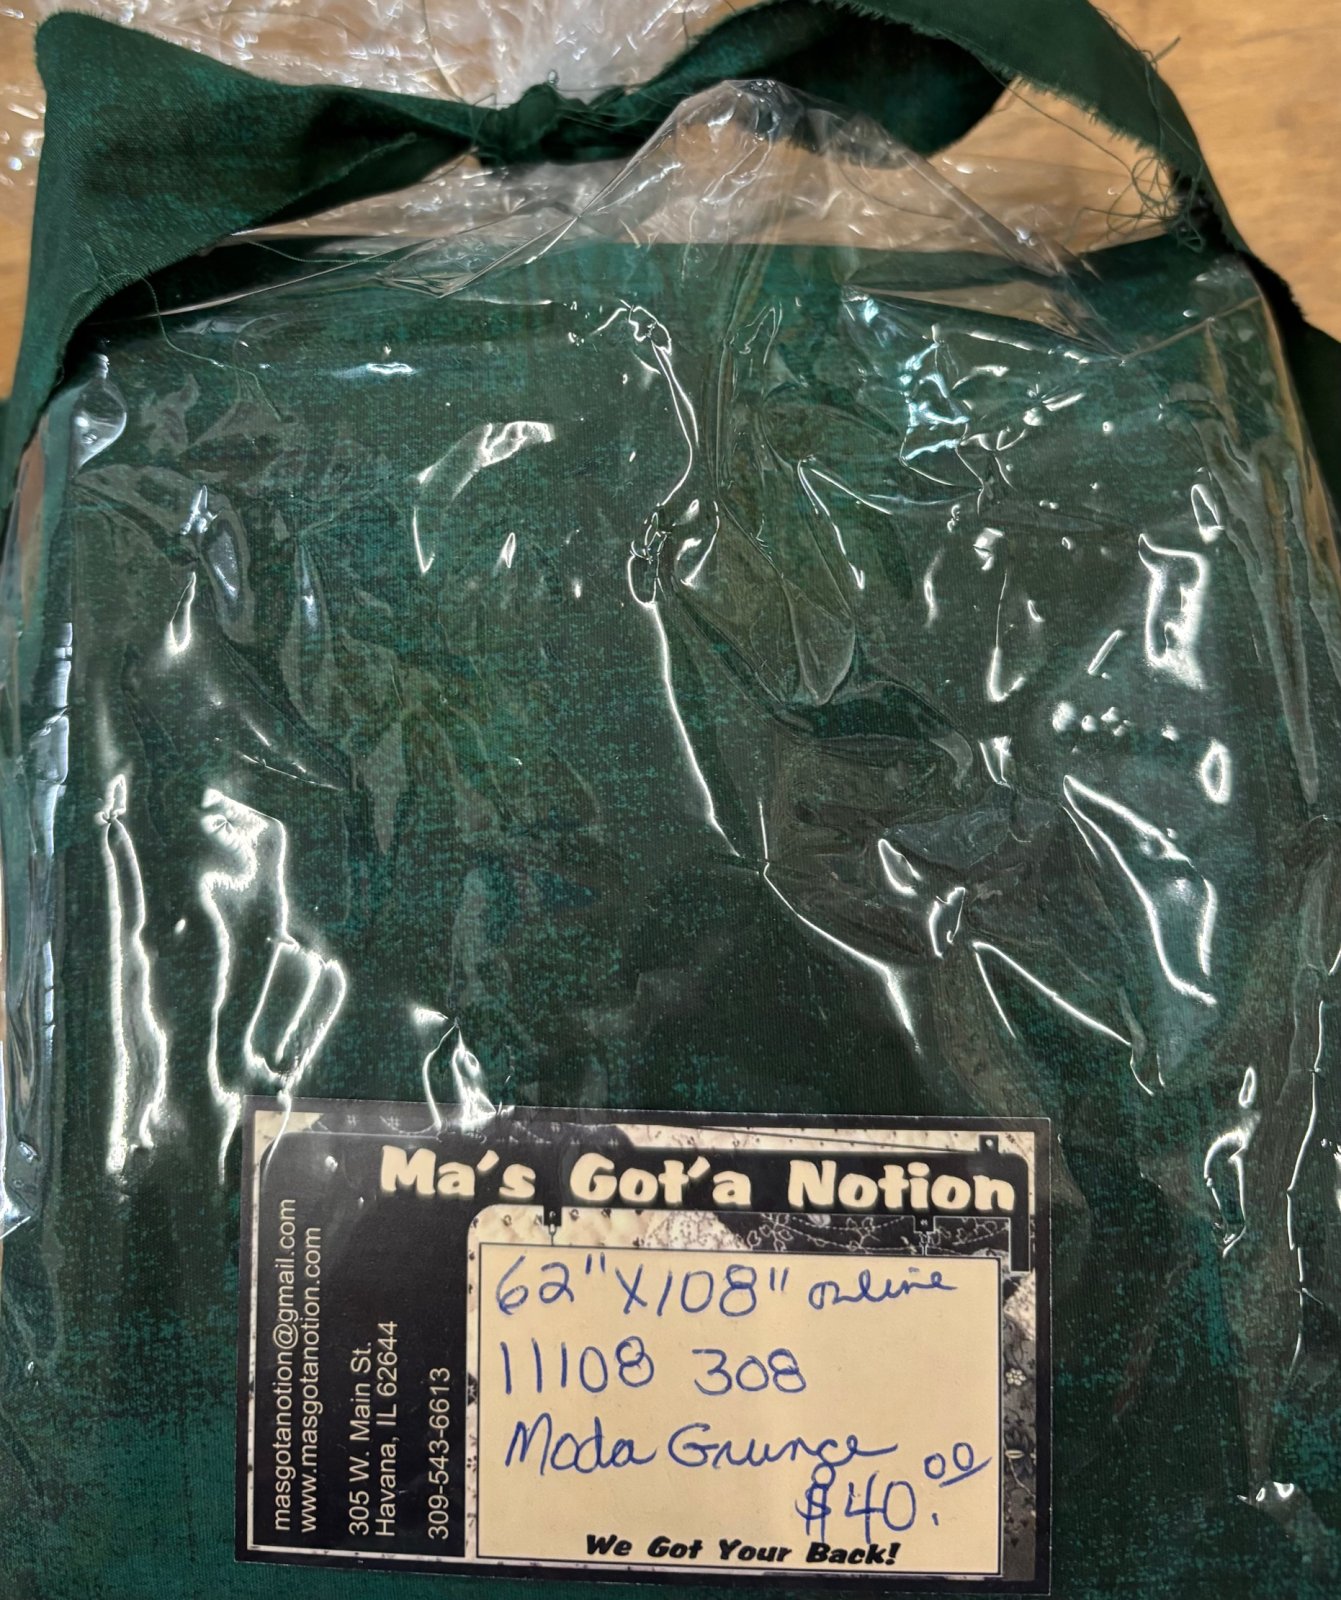 Ma's Got'a Notion
masgotanotion@gmail.com
www.masgotanotion.com
305 W. Main St.
Havana, IL 62644
309-543-6613
62" X 108" online
11108 308
Moda Grunge
$40.00
We Got Your Back!